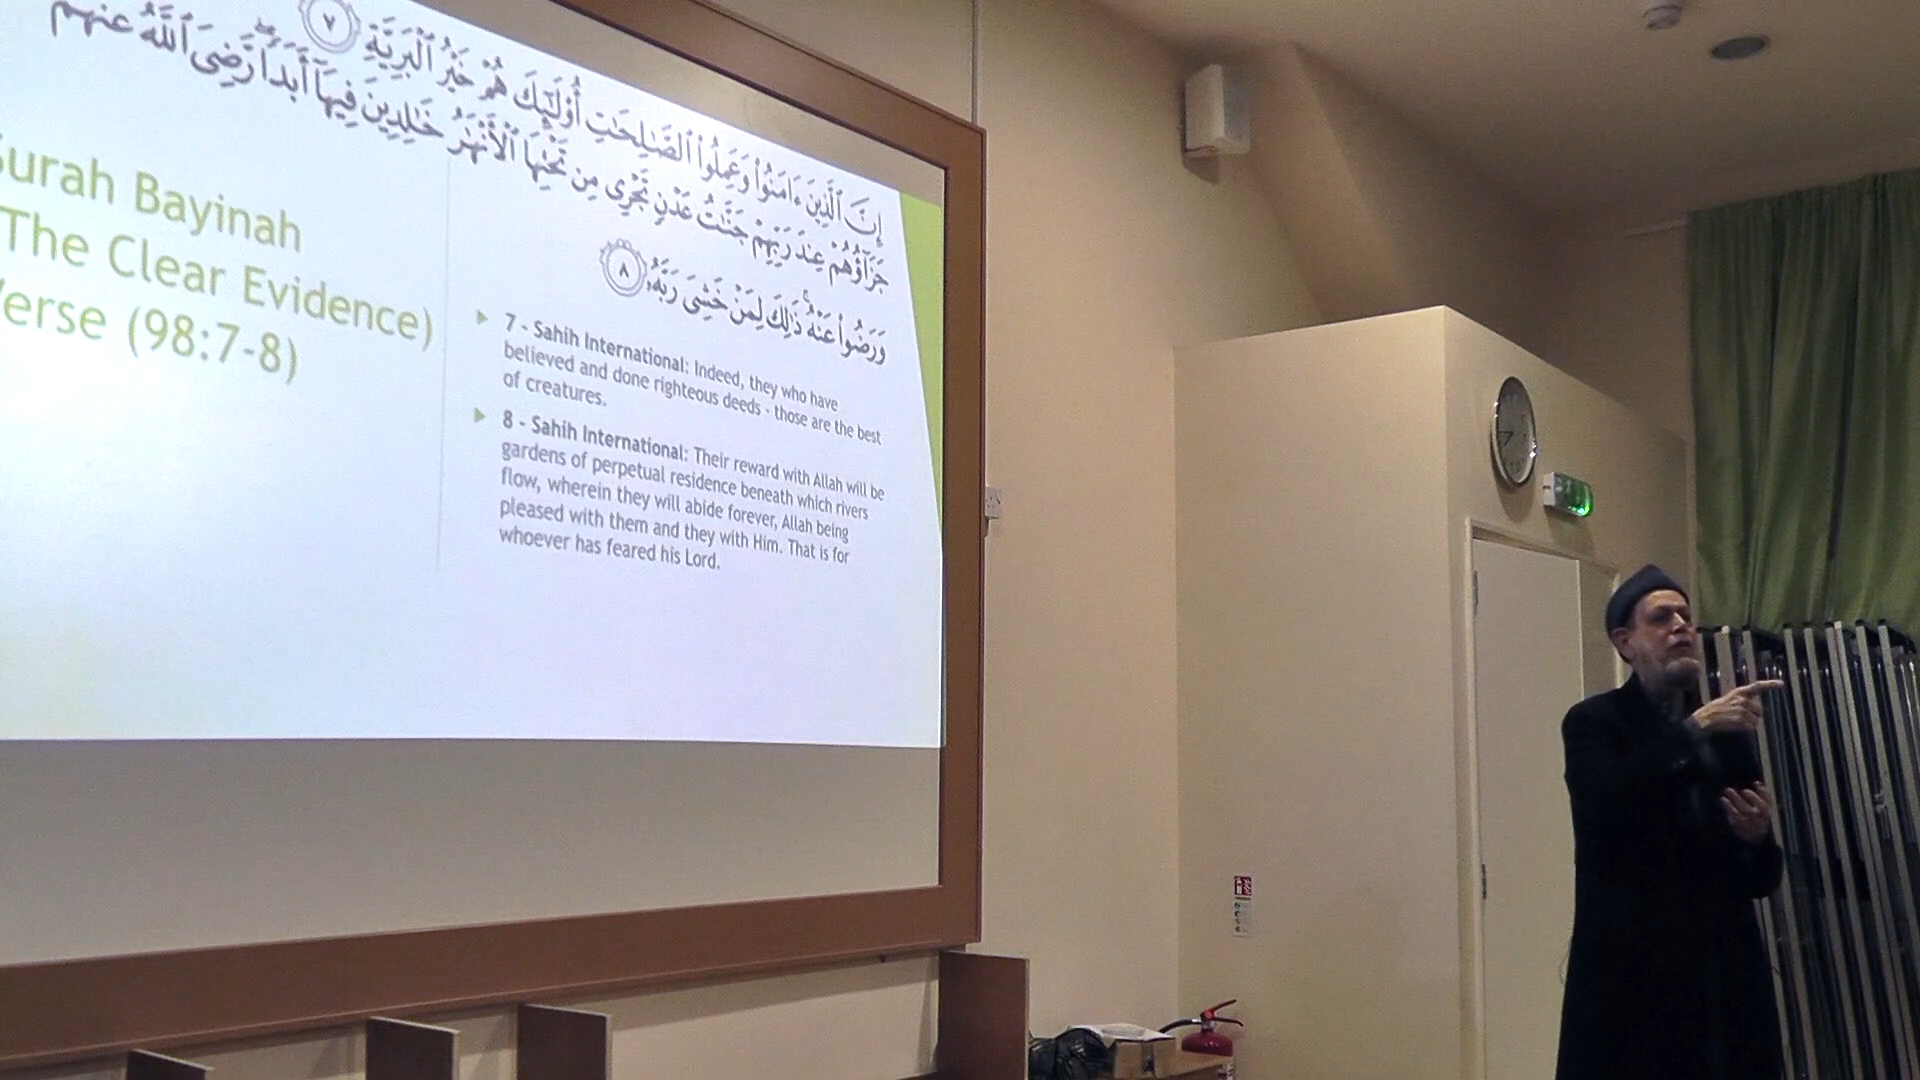 إِنَّ ٱلَّذِينَ ءَامَنُوا۟ وَعَمِلُوا۟ ٱلصَّـٰلِحَـٰتِ أُو۟لَـٰٓئِكَ هُمْ خَيْرُ ٱلْبَرِيَّةِ ٧
جَزَآؤُهُمْ عِندَ رَبِّهِمْ جَنَّـٰتُ عَدْنٍ تَجْرِى مِن تَحْتِهَا ٱلْأَنْهَـٰرُ خَـٰلِدِينَ فِيهَآ أَبَدًا ۖ رَّضِىَ ٱللَّهُ عَنْهُمْ
وَرَضُوا۟ عَنْهُ ۚ ذَٰلِكَ لِمَنْ خَشِىَ رَبَّهُۥ ٨
Surah Bayinah
The Clear Evidence)
Verse (98:7-8)
7 - Sahih International: Indeed, they who have
believed and done righteous deeds - those are the best
of creatures.
8 - Sahih International: Their reward with Allah will be
gardens of perpetual residence beneath which rivers
flow, wherein they will abide forever, Allah being
pleased with them and they with Him. That is for
whoever has feared his Lord.